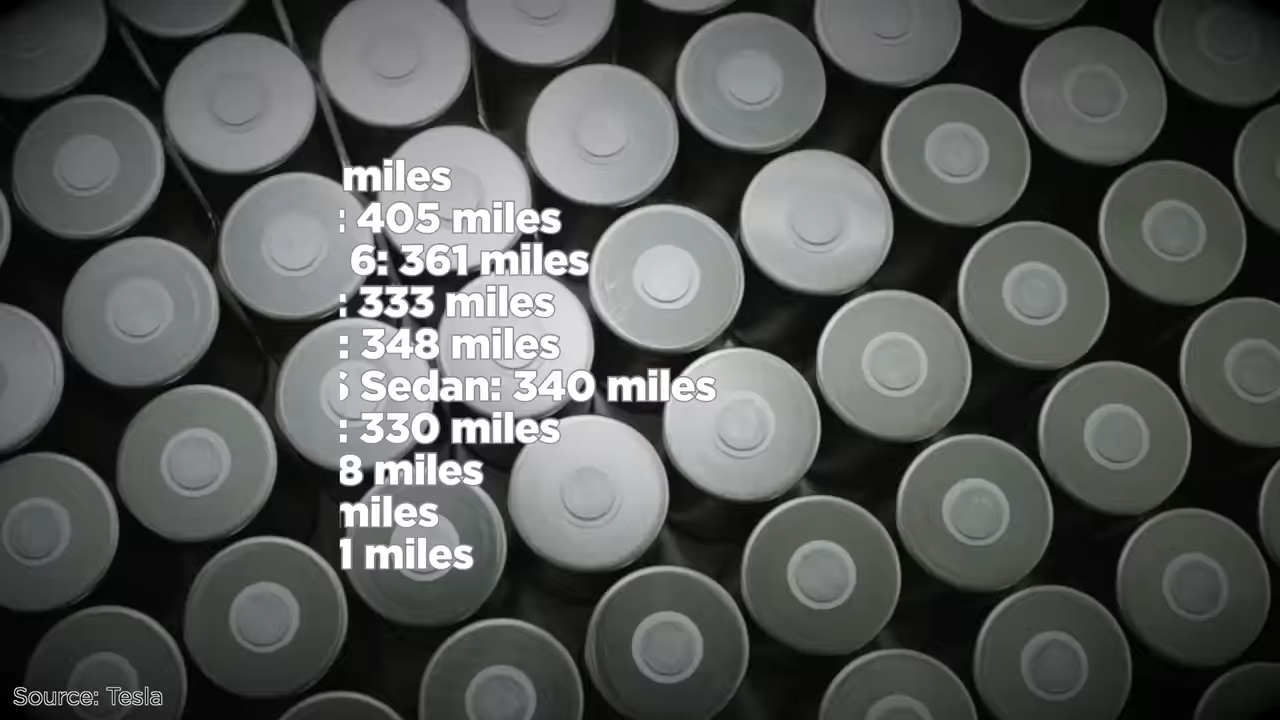 miles
: 405 miles
6: 361 miles
: 333 miles
: 348 miles
Sedan: 340 miles
: 330 miles
8 miles
miles
1 miles
Source: Tesla